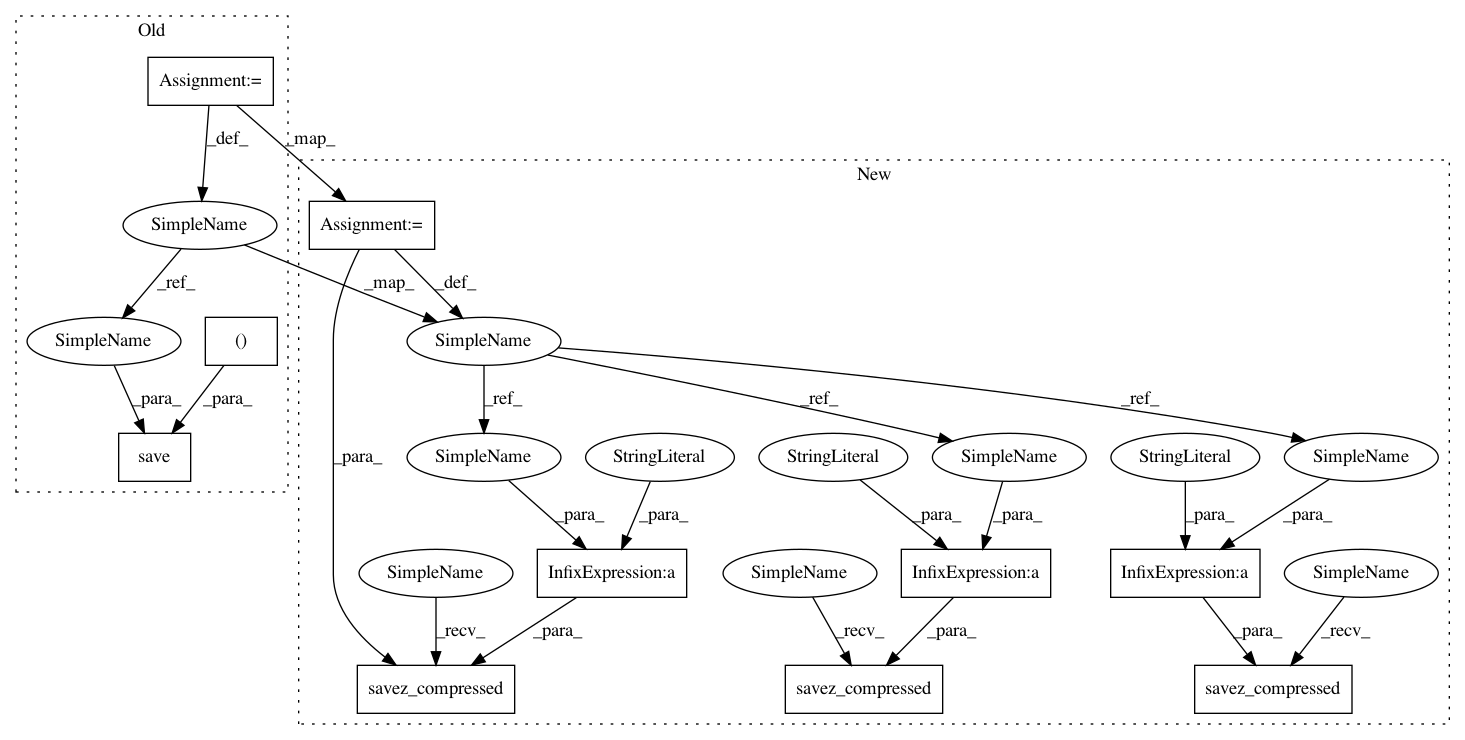 Old
Assignment:=
_def_
_map_
New
SimpleName
Assignment:=
_ref_
_map_
_def_
SimpleName
()
SimpleName
_para_
_para_
_ref_
_ref_
_ref_
save
_para_
SimpleName
StringLiteral
StringLiteral
SimpleName
StringLiteral
SimpleName
_para_
_para_
_para_
_para_
_para_
_para_
SimpleName
InfixExpression:a
SimpleName
InfixExpression:a
InfixExpression:a
SimpleName
_recv_
_para_
_recv_
_para_
_para_
_recv_
savez_compressed
savez_compressed
savez_compressed